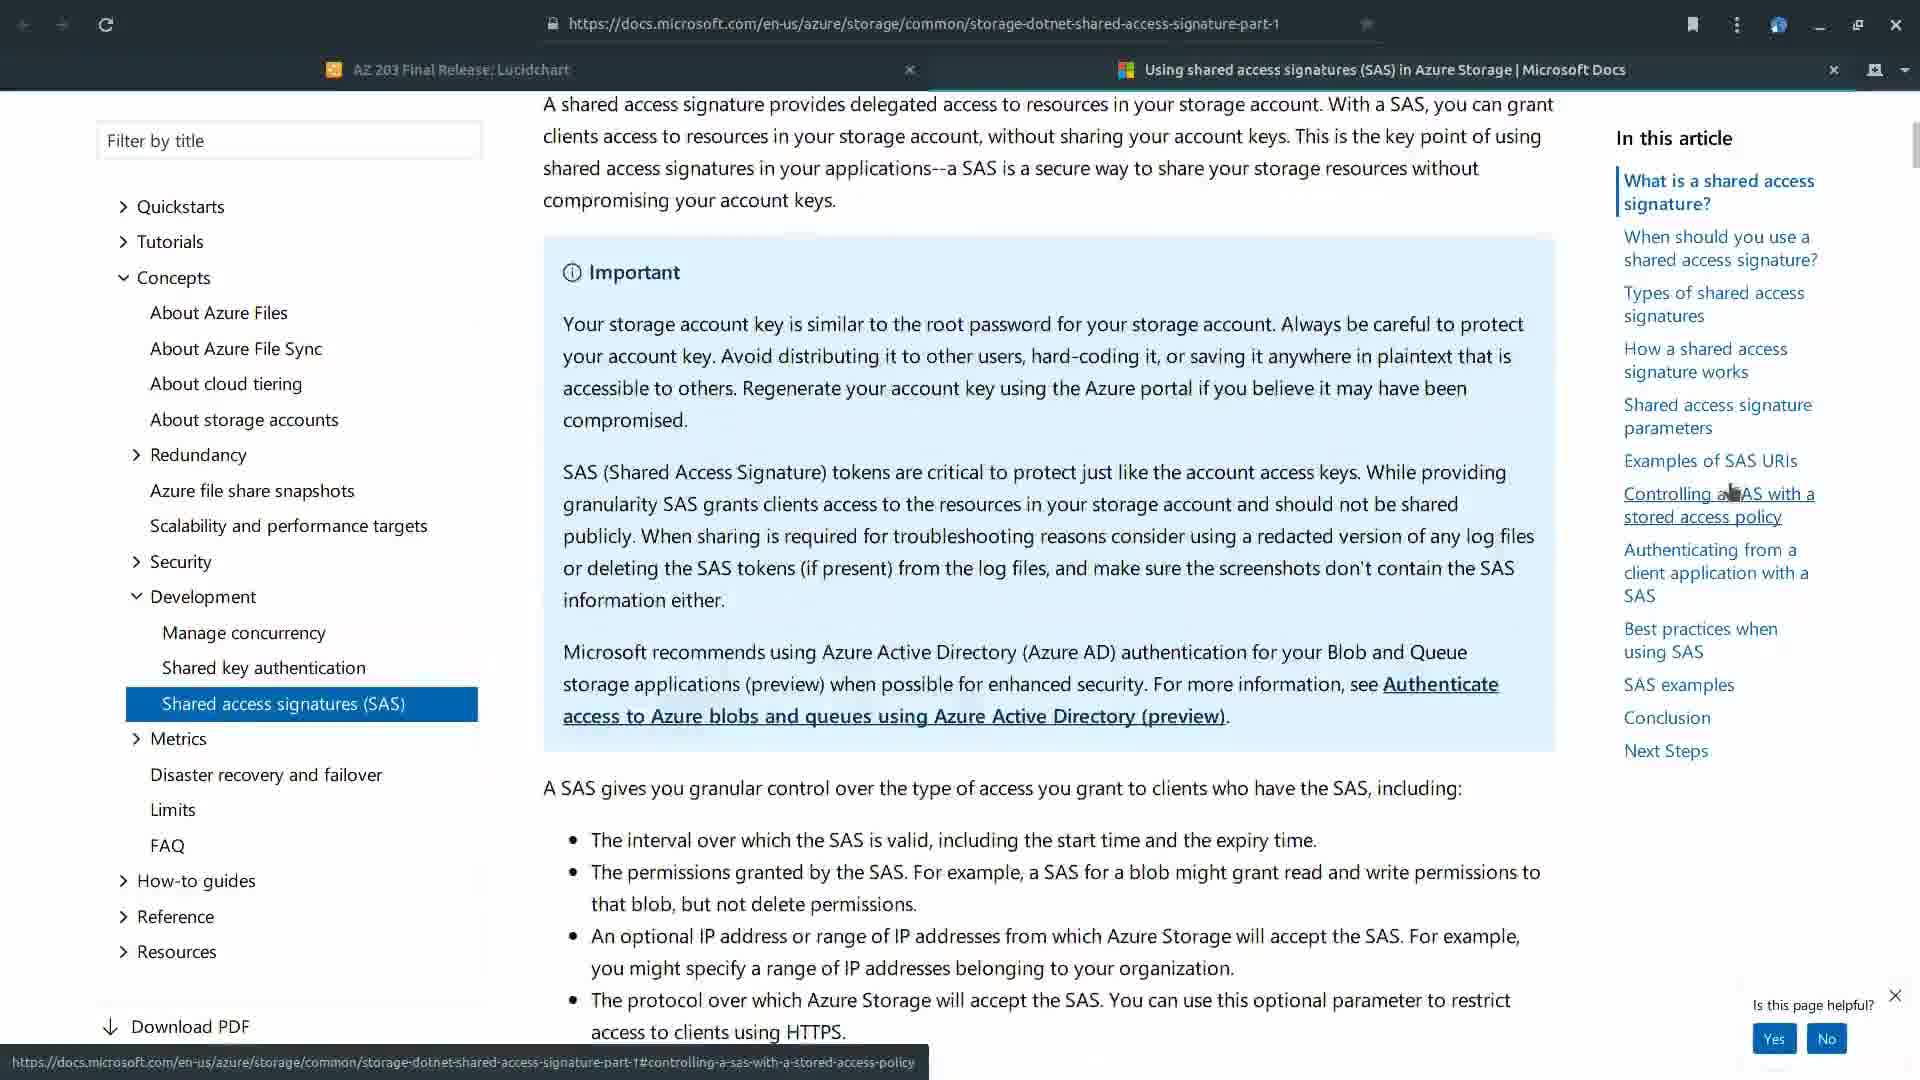 https://docs.microsoft.com/en-us/azure/storage/common/storage-dotnet-shared-access-signature-part-1
AZ 203 Final Release: Lucidchart
Using shared access signatures (SAS) in Azure Storage | Microsoft Docs
Filter by title
Quickstarts
Tutorials
Concepts
About Azure Files
About Azure File Sync
About cloud tiering
About storage accounts
Redundancy
Azure file share snapshots
Scalability and performance targets
Security
Development
Manage concurrency
Shared key authentication
Shared access signatures (SAS)
Metrics
Disaster recovery and failover
Limits
FAQ
How-to guides
Reference
Resources
Download PDF
A shared access signature provides delegated access to resources in your storage account. With a SAS, you can grant
clients access to resources in your storage account, without sharing your account keys. This is the key point of using
shared access signatures in your applications--a SAS is a secure way to share your storage resources without
compromising your account keys.
Important
Your storage account key is similar to the root password for your storage account. Always be careful to protect
your account key. Avoid distributing it to other users, hard-coding it, or saving it anywhere in plaintext that is
accessible to others. Regenerate your account key using the Azure portal if you believe it may have been
compromised.
SAS (Shared Access Signature) tokens are critical to protect just like the account access keys. While providing
granularity SAS grants clients access to the resources in your storage account and should not be shared
publicly. When sharing is required for troubleshooting reasons consider using a redacted version of any log files
or deleting the SAS tokens (if present) from the log files, and make sure the screenshots don't contain the SAS
information either.
Microsoft recommends using Azure Active Directory (Azure AD) authentication for your Blob and Queue
storage applications (preview) when possible for enhanced security. For more information, see Authenticate
access to Azure blobs and queues using Azure Active Directory (preview).
A SAS gives you granular control over the type of access you grant to clients who have the SAS, including:
• The interval over which the SAS is valid, including the start time and the expiry time.
• The permissions granted by the SAS. For example, a SAS for a blob might grant read and write permissions to
that blob, but not delete permissions.
• An optional IP address or range of IP addresses from which Azure Storage will accept the SAS. For example,
you might specify a range of IP addresses belonging to your organization.
• The protocol over which Azure Storage will accept the SAS. You can use this optional parameter to restrict
access to clients using HTTPS.
In this article
What is a shared access
signature?
When should you use a
shared access signature?
Types of shared access
signatures
How a shared access
signature works
Shared access signature
parameters
Examples of SAS URIs
Controlling a SAS with a
stored access policy
Authenticating from a
client application with a
SAS
Best practices when
using SAS
SAS examples
Conclusion
Next Steps
Is this page helpful?
Yes
No
https://docs.microsoft.com/en-us/azure/storage/common/storage-dotnet-shared-access-signature-part-1#controlling-a-sas-with-a-stored-access-policy